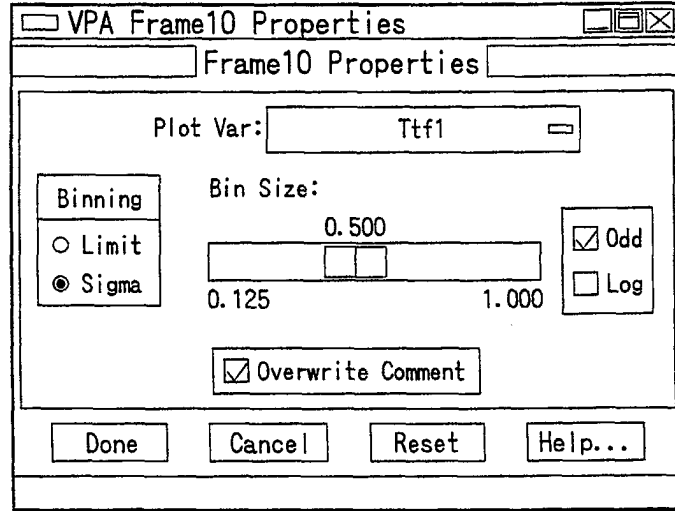 VPA Frame10 Properties
Frame10 Properties
Plot Var: Ttf1
Binning
Limit
Sigma
Bin Size:
0.500
0.125 1.000
Odd
Log
Overwrite Comment
Done Cancel Reset Help...